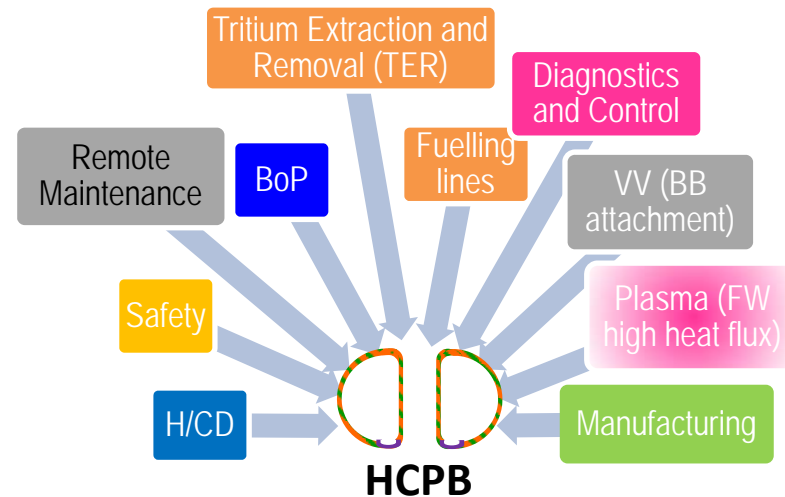 Tritium Extraction and
Removal (TER)
Diagnostics
and Control
Remote
Maintenance
BoP
Fuelling
lines
VV (BB
attachment)
Safety
Plasma (FW
high heat flux)
H/CD
Manufacturing
HCPB